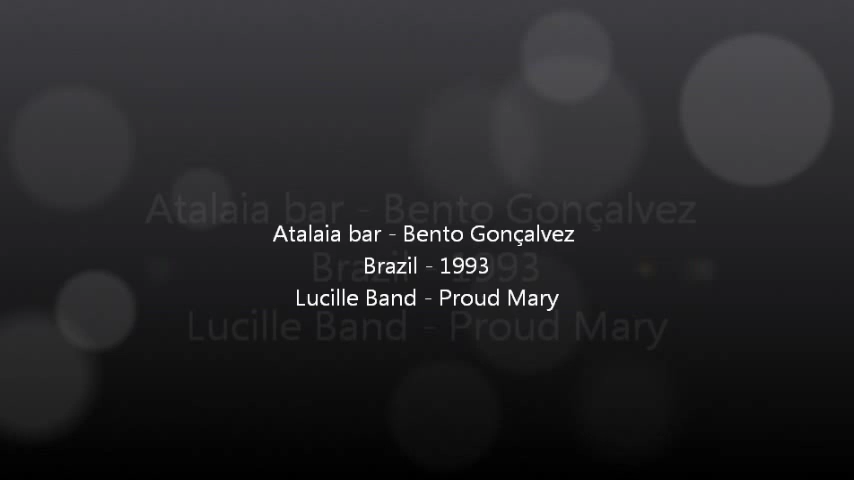 Atalaia bar - Bento Gonçalvez
Brazil - 1993
Lucille Band - Proud Mary